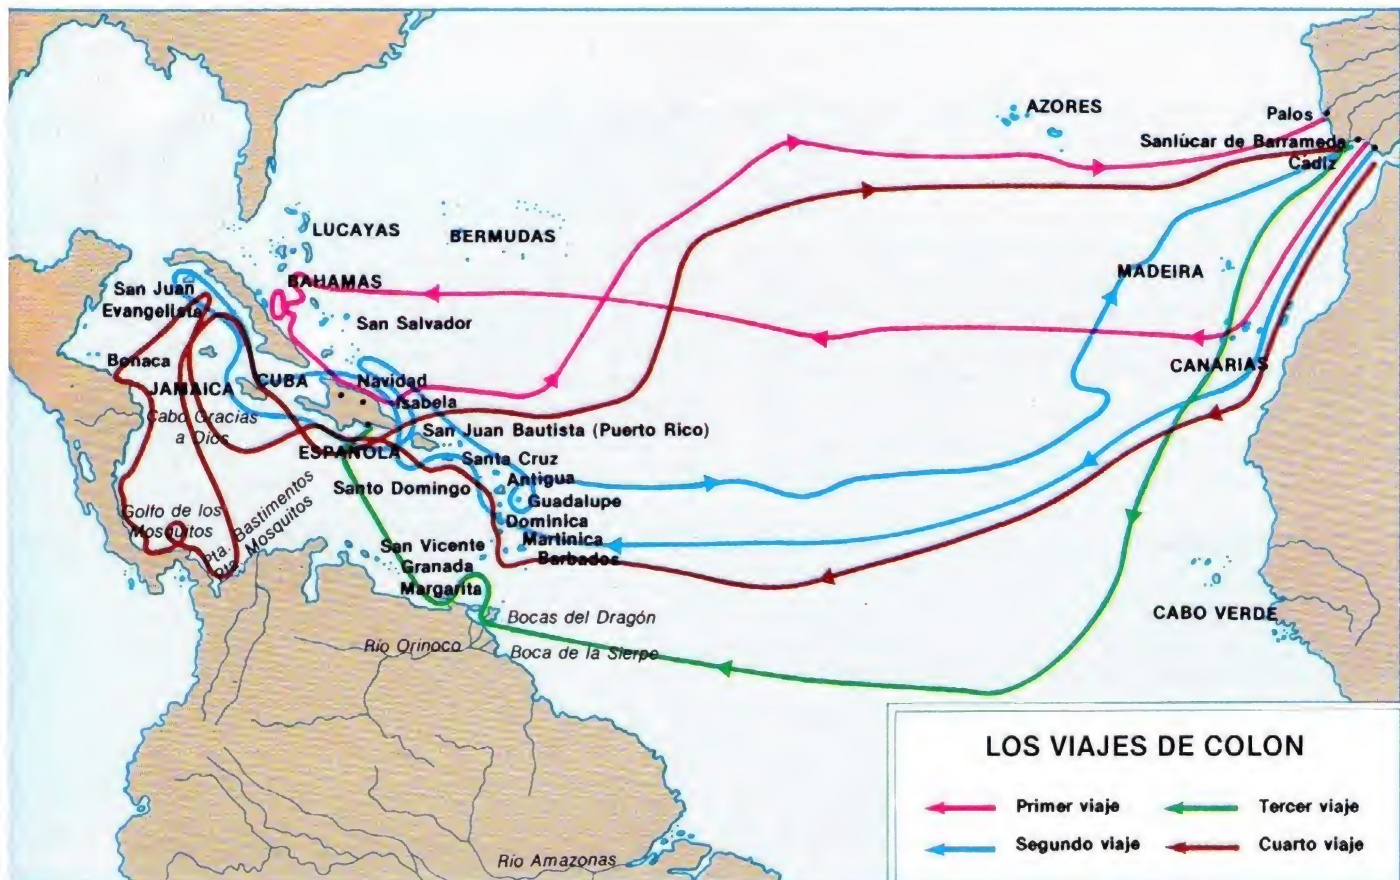 AZORES
Palos
Sanlúcar de Barrameda
Cadiz
LUCAYAS
BERMUDAS
MADEIRA
BAHAMAS
San Juan
Evangelista
San Salvador
Bonaca
CANARIAS
JAMAICA
CUBA
Navidad
Isabela
Cabo Gracias
a Dios
San Juan Bautista (Puerto Rico)
ESPAÑOLA
Santa Cruz
Antigua
Santo Domingo
Guadalupe
Golfo de los
Mosquitos
Pta. Bastimentos
Pta. Mosquitos
Dominica
Martinica
San Vicente
Barbados
Granada
Margarita
CABO VERDE
Bocas del Dragón
Río Orinoco
Boca de la Sierpe
Río Amazonas
LOS VIAJES DE COLON
Primer viaje
Tercer viaje
Segundo viaje
Cuarto viaje